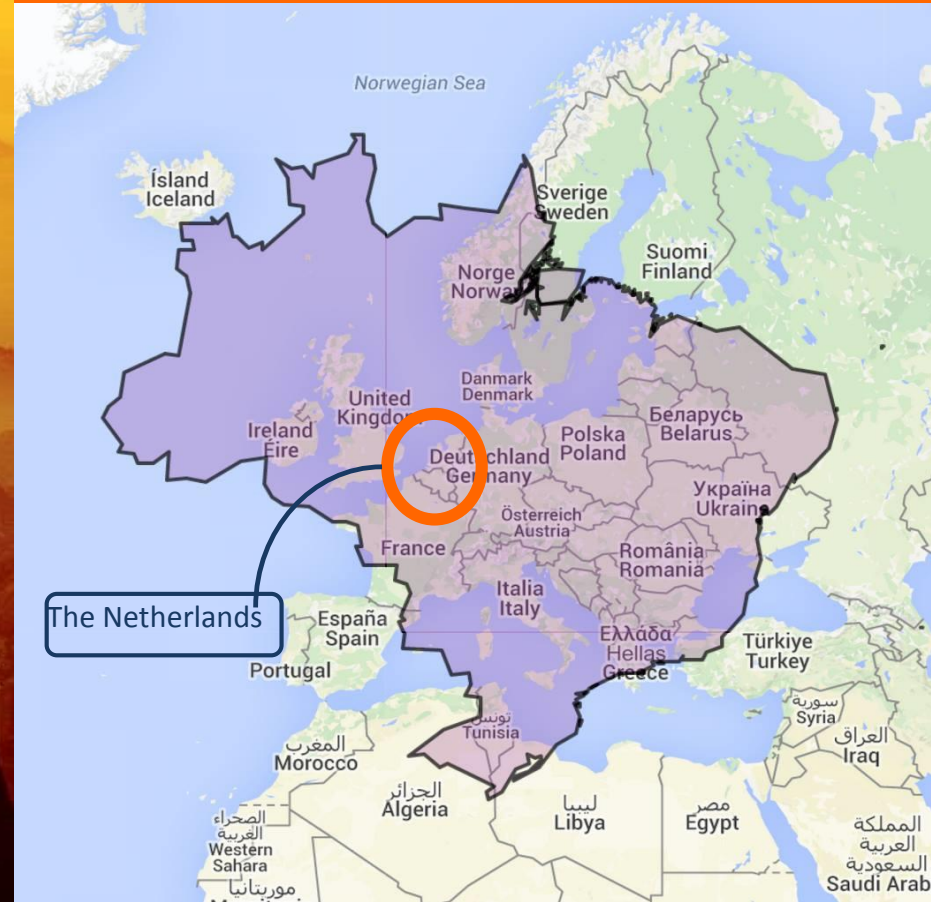 Norwegian Sea
Ísland
Iceland
Sverige
Sweden
Suomi
Finland
Norge
Norway
Danmark
Denmark
United
Kingdom
Беларусь
Belarus
Ireland
Éire
Polska
Poland
Deutschland
Germany
Україна
Ukraine
Österreich
Austria
France
România
Romania
Italia
Italy
The Netherlands
España
Spain
Ελλάδα
Hellas
Greece
Türkiye
Turkey
Portugal
سورية
Syria
تونس
Tunisia
العراق
Iraq
المغرب
Morocco
الجزائر
Algeria
ليبيا
Libya
مصر
Egypt
المملكة
العربية
السعودية
Saudi Arab
الصحراء
الغربية
Western
Sahara
موريتانيا